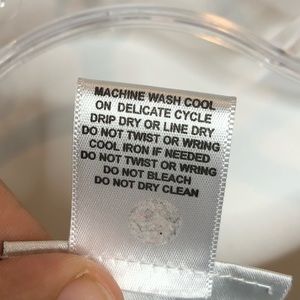 MACHINE WASH COOL
ON DELICATE CYCLE
DRIP DRY OR LINE DRY
DO NOT TWIST OR WRING
COOL IRON IF NEEDED
DO NOT TWIST OR WRING
DO NOT BLEACH
DO NOT DRY CLEAN